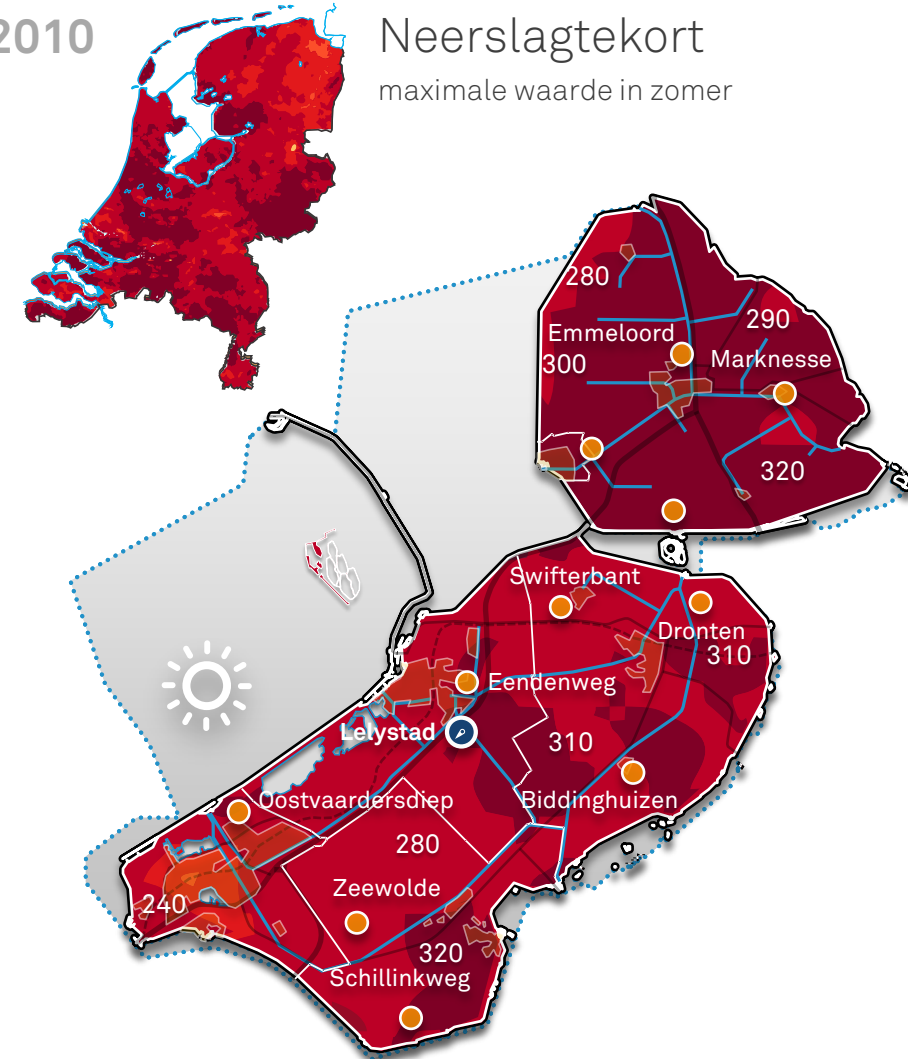 2010
Neerslagtekort
maximale waarde in zomer
280
290
Emmeloord
300
Marknesse
320
Swifterbant
Dronten
310
Eendenweg
Lelystad
310
Oostvaardersdiep
Biddinghuizen
280
Zeewolde
240
320
Schillinkweg